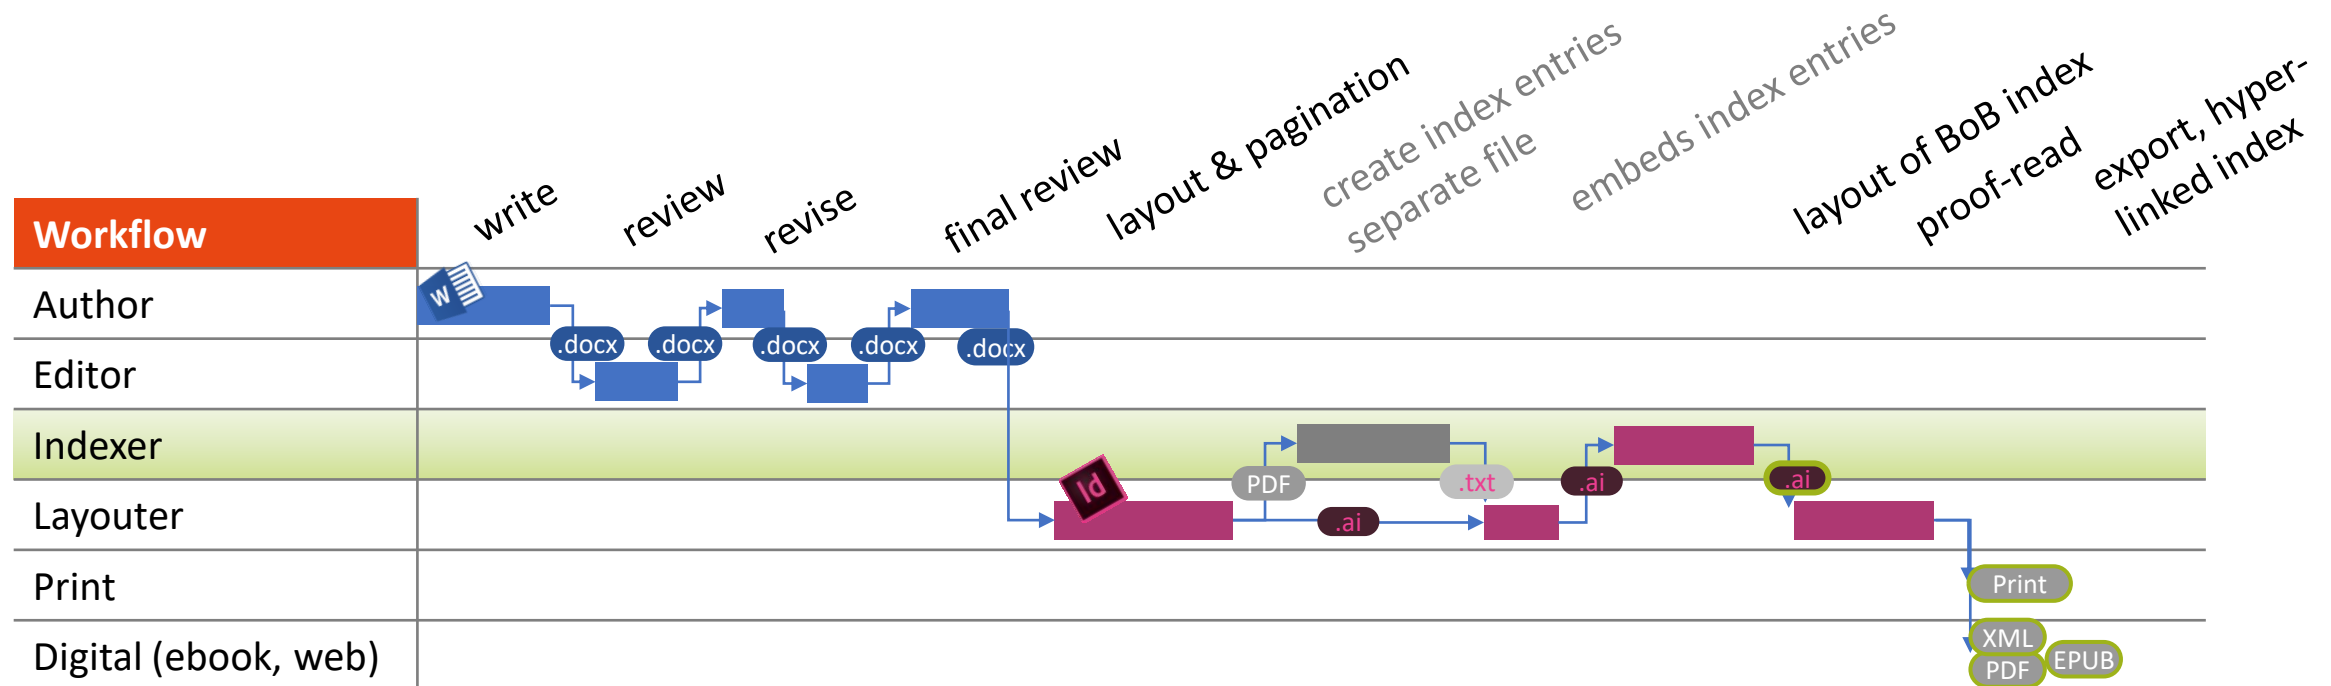 write
review
revise
final review
layout & pagination
create index entries
separate file
embeds index entries
layout of BoB index
proof-read
export, hyper-
linked index
Workflow
Author
W
.docx
.docx
.docx
.docx
.docx
Editor
Indexer
Id
PDF
.txt
.ai
.ai
Layouter
.ai
Print
Print
Digital (ebook, web)
XML
PDF
EPUB